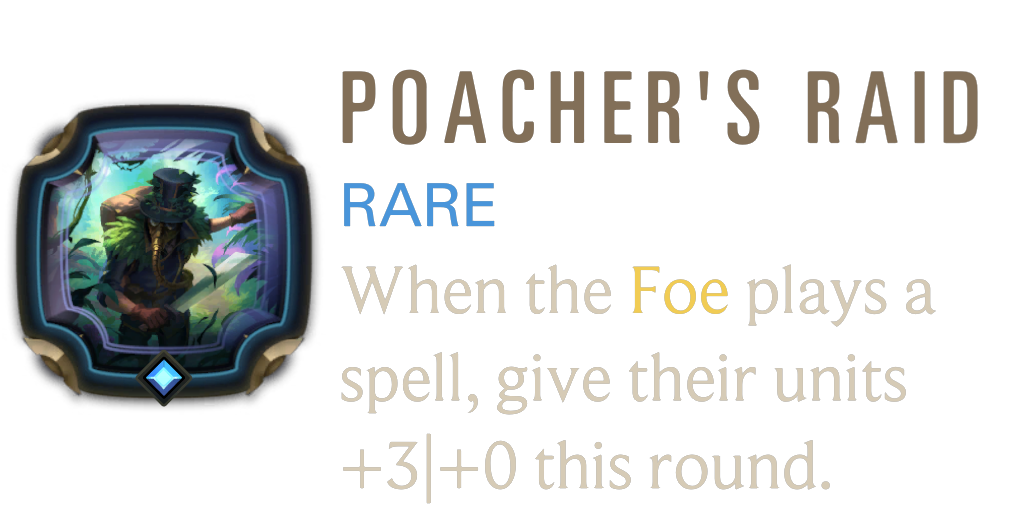 POACHER'S RAID
RARE
When the Foe plays a
spell, give their units
+3|+0 this round.